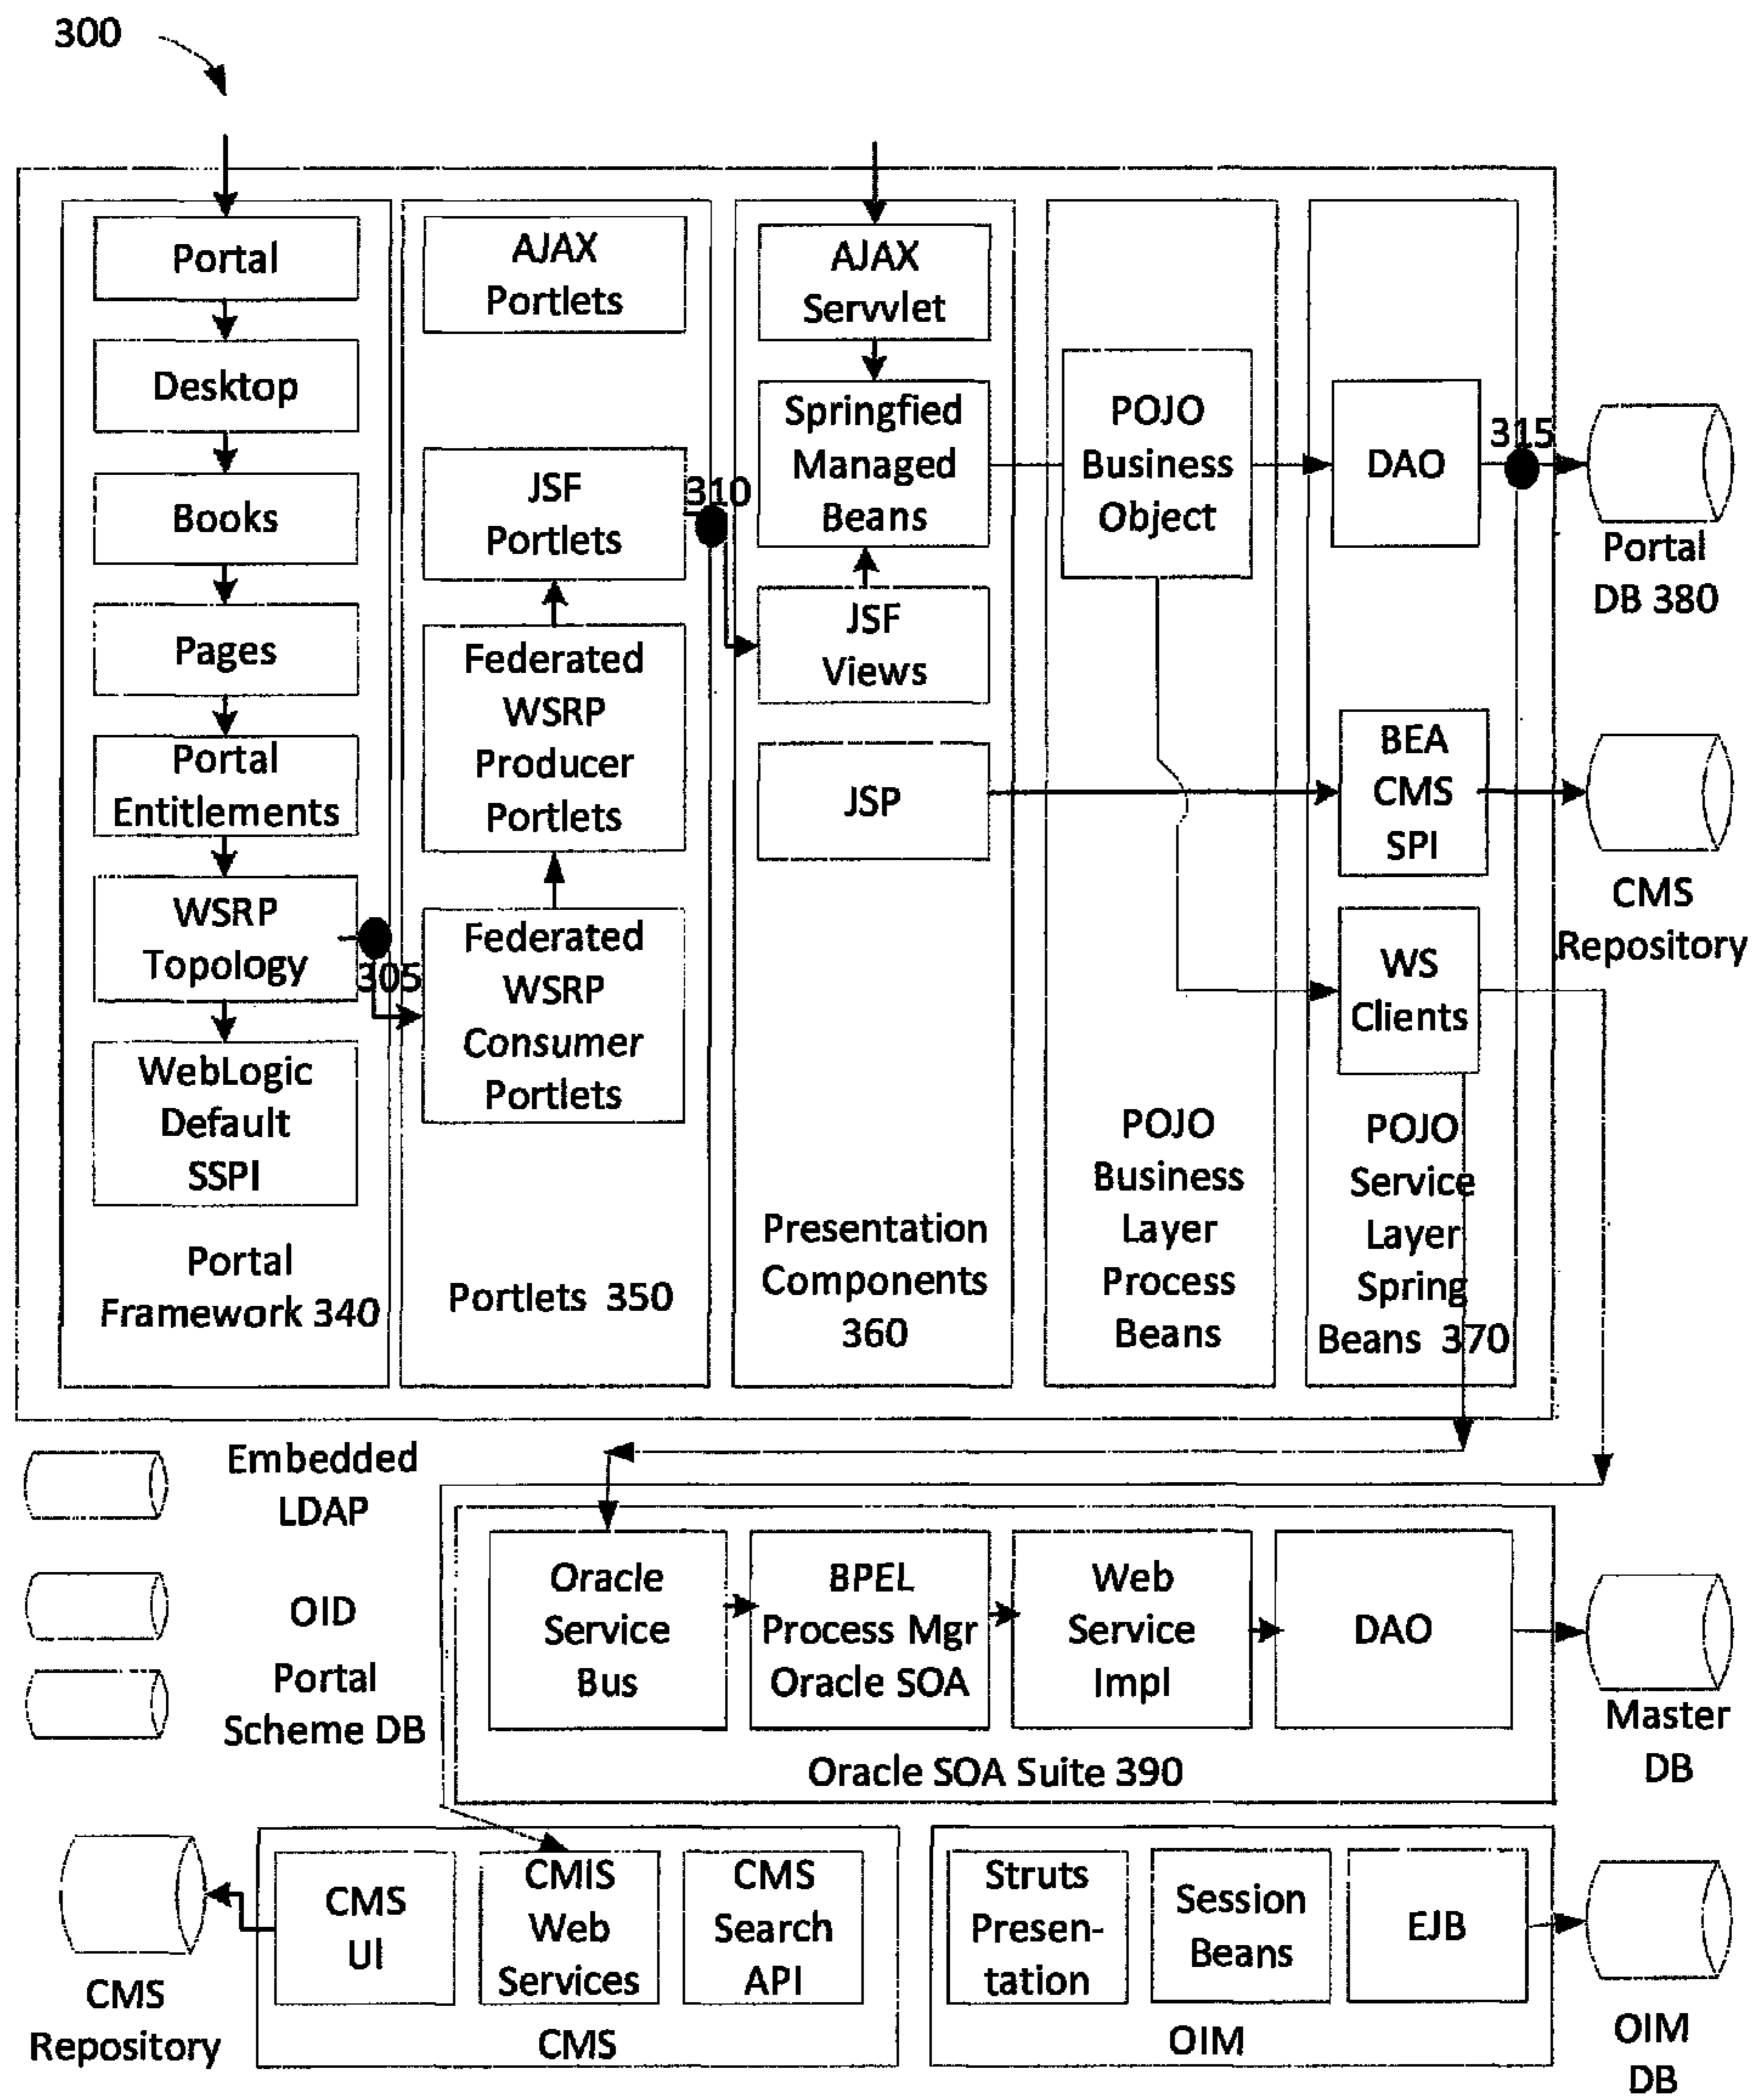 300
Portal
Desktop
Books
Pages
Portal
Entitlements
WSRP
Topology
305
WebLogic
Default
SSPI
Portal
Framework 340
AJAX
Portlets
JSF
Portlets
310
Federated
WSRP
Producer
Portlets
Federated
WSRP
Consumer
Portlets
Portlets 350
AJAX
Servvlet
Springfied
Managed
Beans
JSF
Views
JSP
Presentation
Components
360
POJO
Business
Object
POJO
Business
Layer
Process
Beans
DAO
315
BEA
CMS
SPI
WS
Clients
POJO
Service
Layer
Spring
Beans 370
Portal
DB 380
CMS
Repository
Embedded
LDAP
OID
Portal
Scheme DB
Oracle
Service
Bus
BPEL
Process Mgr
Oracle SOA
Web
Service
Impl
DAO
Oracle SOA Suite 390
Master
DB
CMS
Repository
CMS
UI
CMIS
Web
Services
CMS
Search
API
CMS
Struts
Presen-
tation
Session
Beans
EJB
OIM
OIM
DB